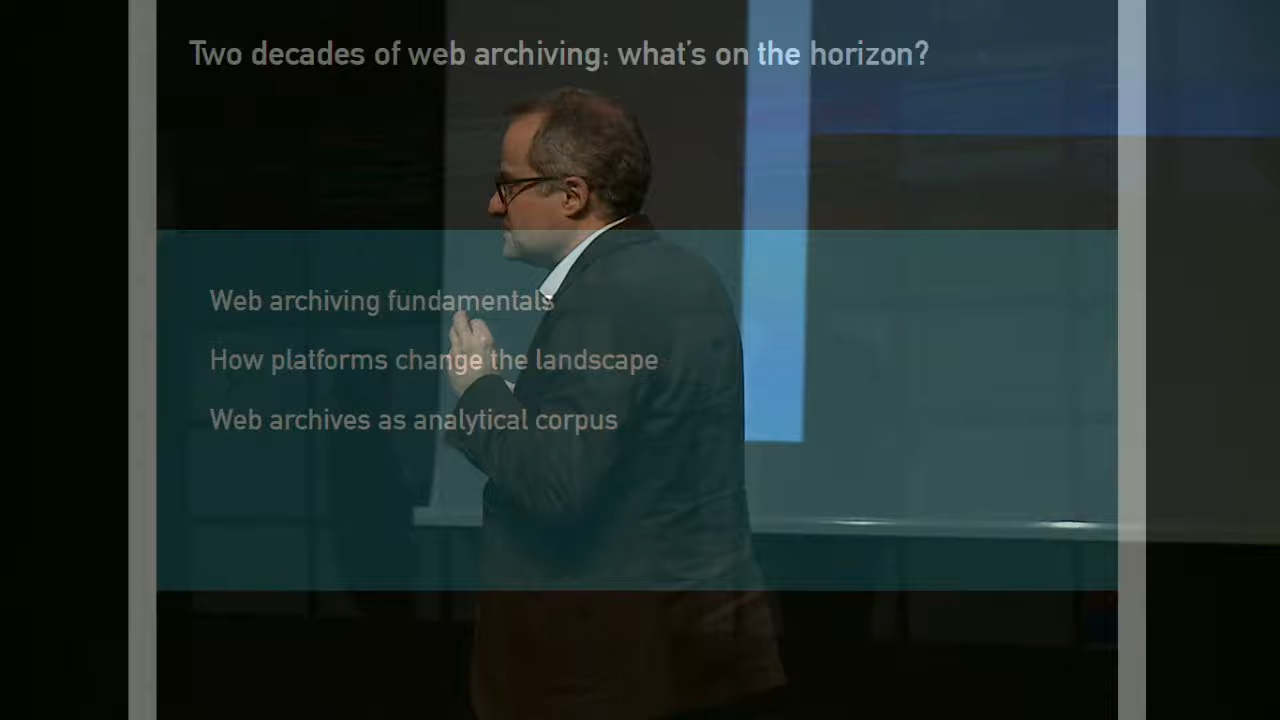 Two decades of web archiving: what's on the horizon?
Web archiving fundamentals
How platforms change the landscape
Web archives as analytical corpus